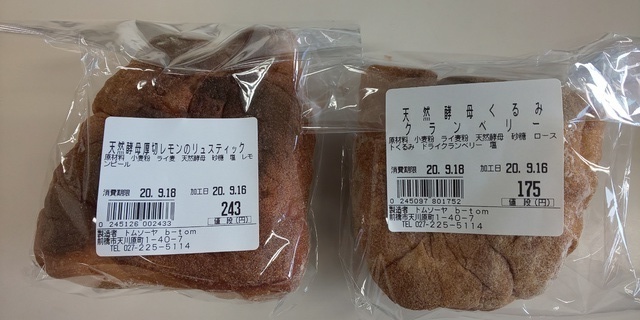 天然酵母厚切レモンのリュスティック
原材料 小麦粉 ライ麦 天然酵母 砂糖 塩 レモ
ンピール
消費期限 20. 9.18 加工日 20. 9.16
243
値 段 (円)
0 245126 002433
製造者 トムソーヤ b-tom
前橋市天川原町1-40-7
TEL 027-225-5114
天然酵母くるみ
クランベリー
原材料 小麦粉 ライ麦粉 天然酵母 砂糖 ロース
トくるみ ドライクランベリー 塩
消費期限 20. 9.18 加工日 20. 9.16
175
値 段 (円)
0 245097 801752
製造者 トムソーヤ b-tom
前橋市天川原町1-40-7
TEL 027-225-5114